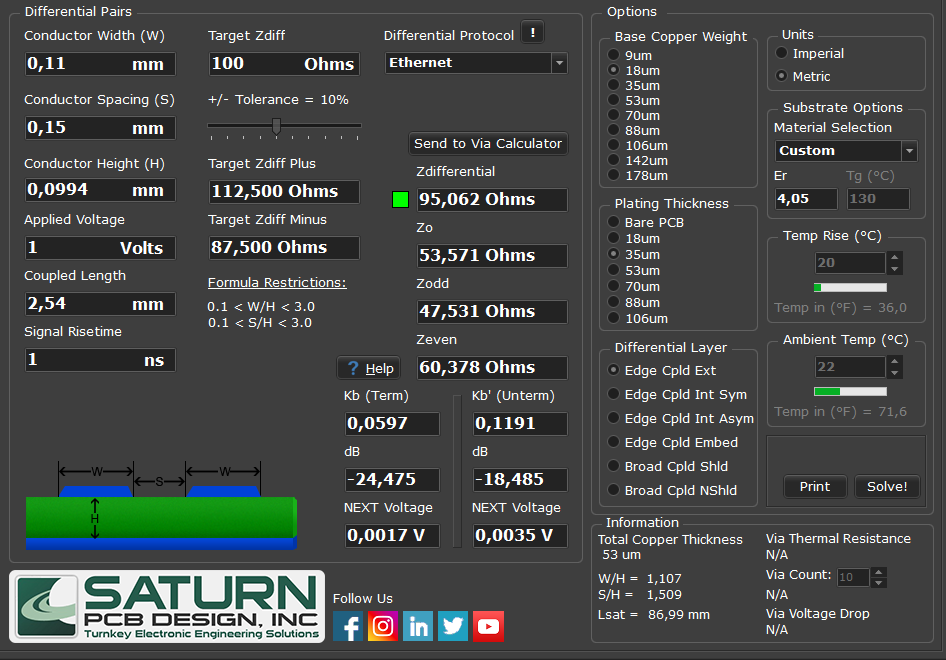 Differential Pairs
Conductor Width (W)
0,11 mm
Conductor Spacing (S)
0,15 mm
Conductor Height (H)
0,0994 mm
Applied Voltage
1 Volts
Coupled Length
2,54 mm
Signal Risetime
1 ns
Target Zdiff
100 Ohms
+/- Tolerance = 10%
Target Zdiff Plus
112,500 Ohms
Target Zdiff Minus
87,500 Ohms
Formula Restrictions:
0.1 < W/H < 3.0
0.1 < S/H < 3.0
Differential Protocol !
Ethernet
Send to Via Calculator
Zdifferential
95,062 Ohms
Zo
53,571 Ohms
Zodd
47,531 Ohms
Zeven
60,378 Ohms
? Help
Kb (Term)
0,0597
dB
-24,475
NEXT Voltage
0,0017 V
Kb' (Unterm)
0,1191
dB
-18,485
NEXT Voltage
0,0035 V
W S W
H
SATURN
PCB DESIGN, INC
Turnkey Electronic Engineering Solutions
Follow Us
f
in
Options
Base Copper Weight
9um
18um
35um
53um
70um
88um
106um
142um
178um
Plating Thickness
Bare PCB
18um
35um
53um
70um
88um
106um
Differential Layer
Edge Cpld Ext
Edge Cpld Int Sym
Edge Cpld Int Asym
Edge Cpld Embed
Broad Cpld Shld
Broad Cpld NShld
Units
Imperial
Metric
Substrate Options
Material Selection
Custom
Er Tg (°C)
4,05 130
Temp Rise (°C)
20
Temp in (°F) = 36,0
Ambient Temp (°C)
22
Temp in (°F) = 71,6
Print Solve!
Information
Total Copper Thickness
53 um
W/H = 1,107
S/H = 1,509
Lsat = 86,99 mm
Via Thermal Resistance
N/A
Via Count: 10
N/A
Via Voltage Drop
N/A